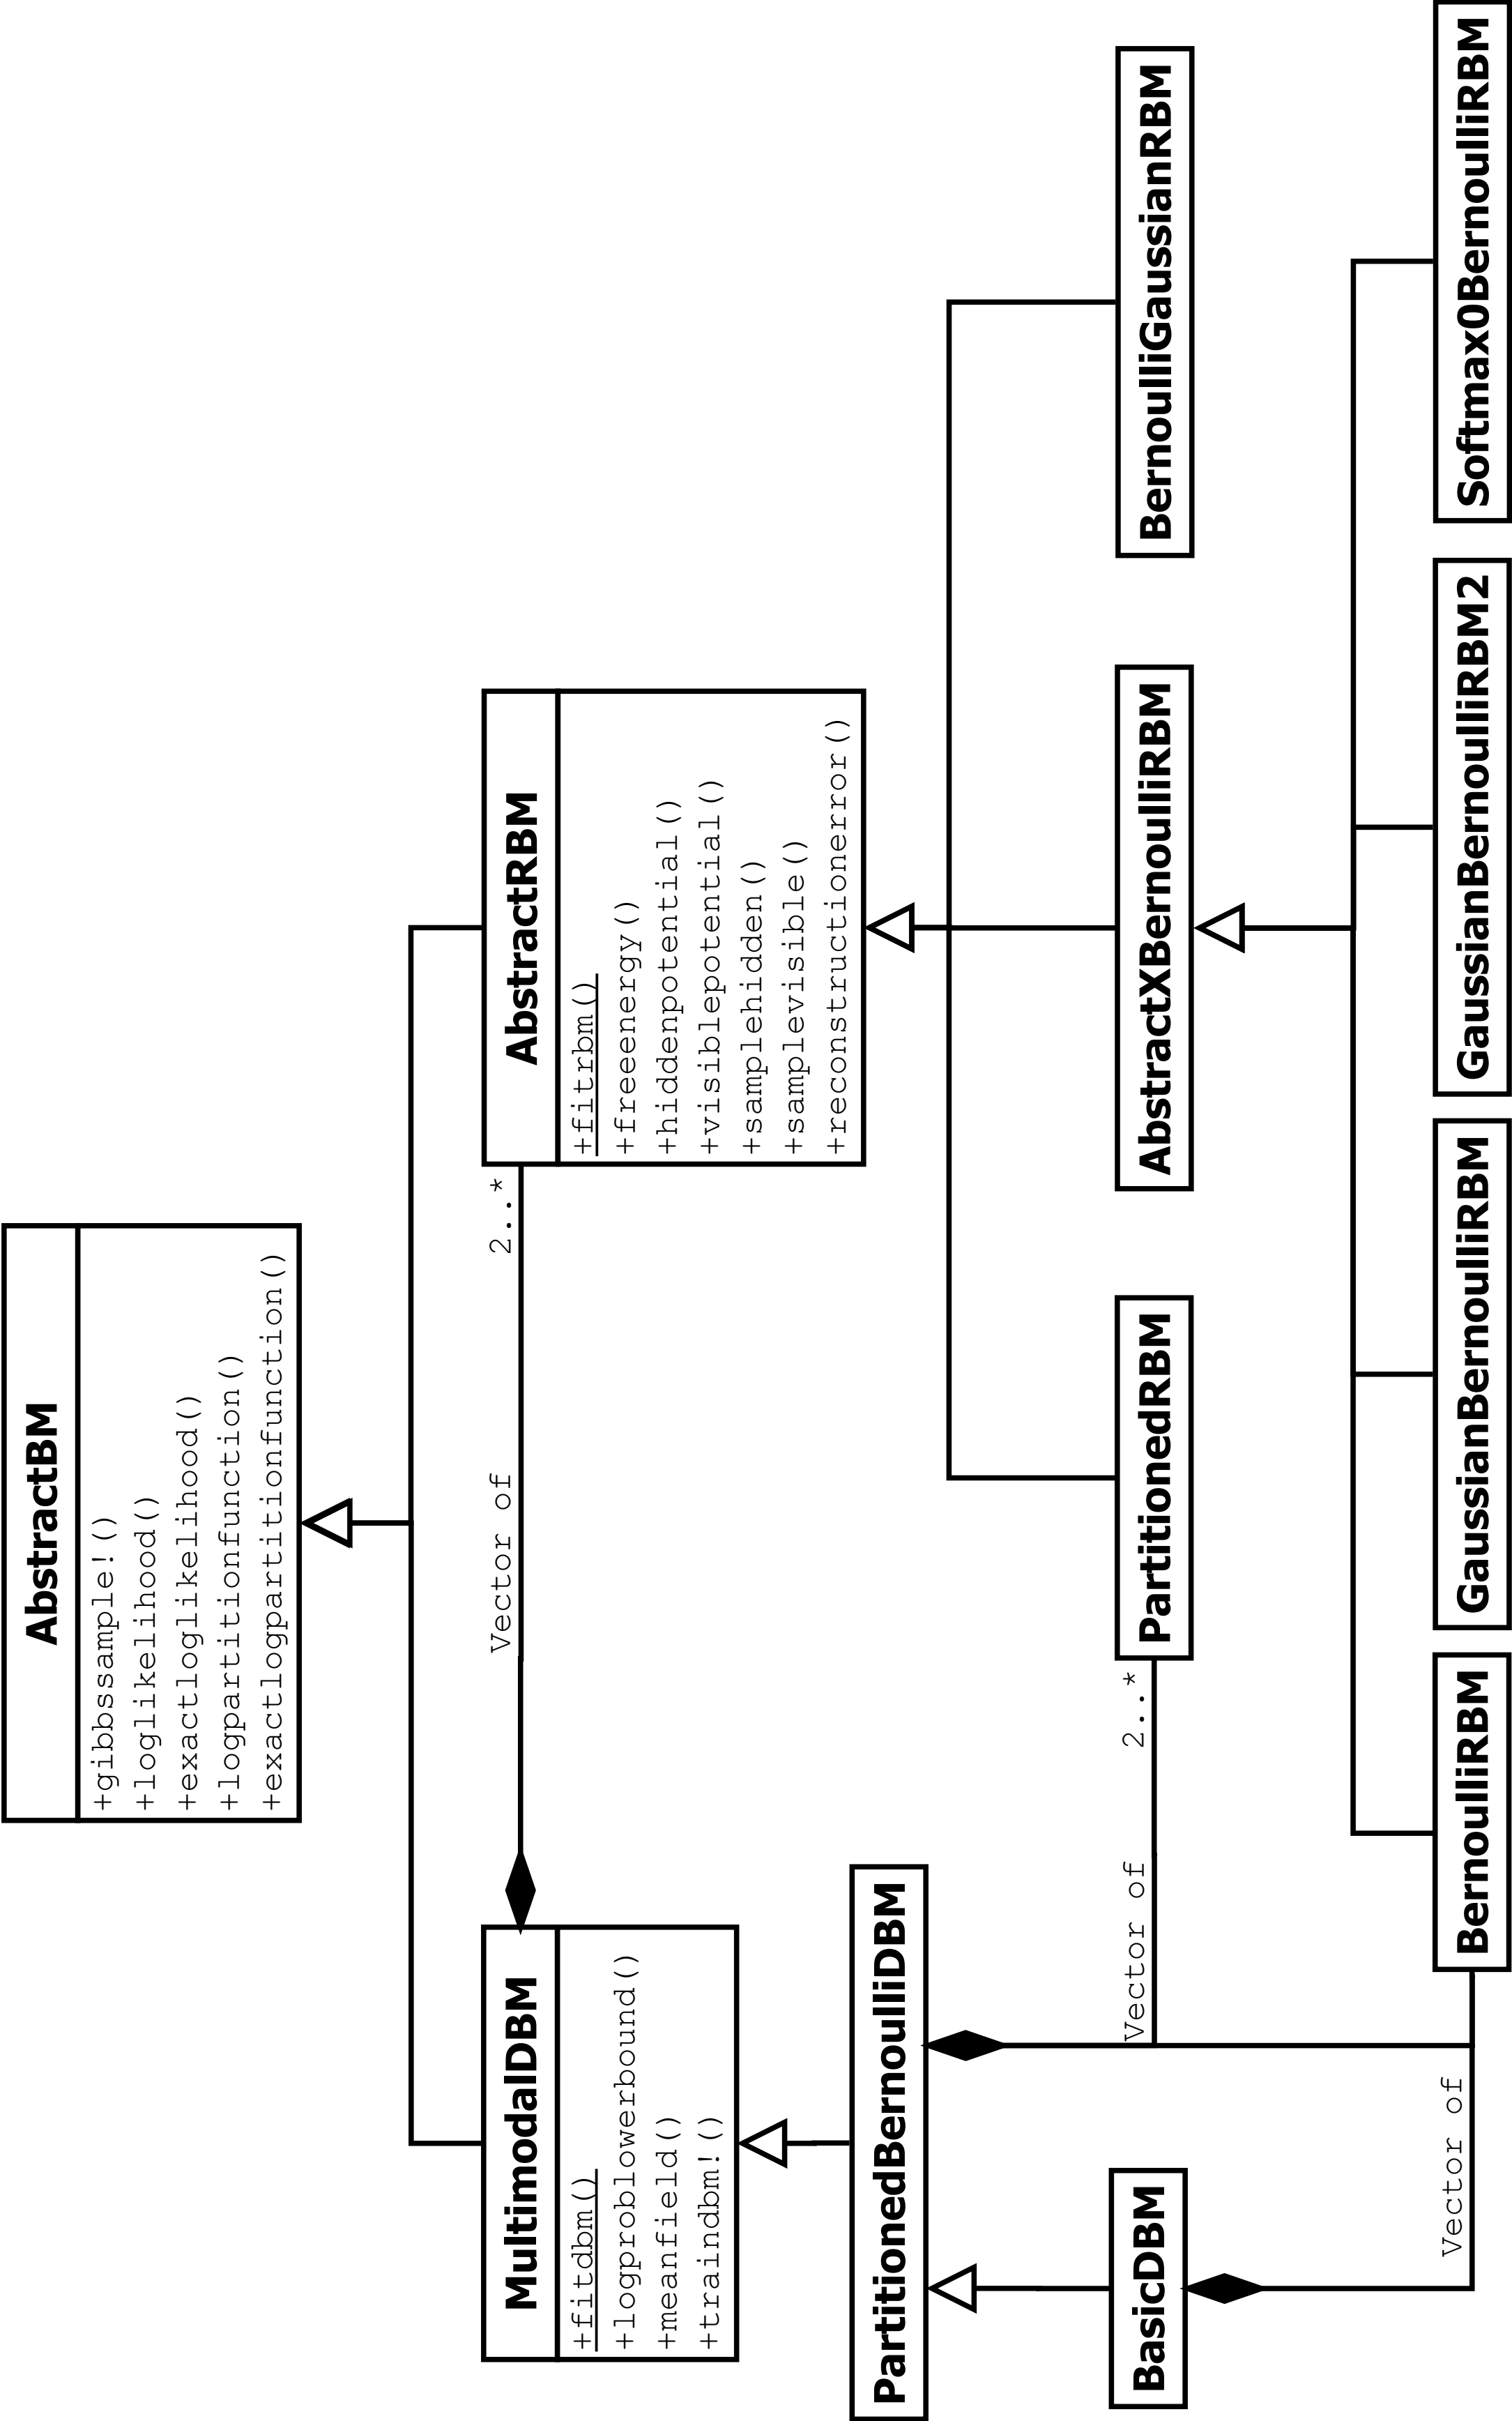 AbstractBM
+gibbssample!()
+loglikelihood()
+exactloglikelihood()
+logpartitionfunction()
+exactlogpartitionfunction()
MultimodalDBM
+fitdbm()
+logproblowerbound()
+meanfield()
+traindbm!()
Vector of
2..*
AbstractRBM
+fitrbm()
+freeenergy()
+hiddenpotential()
+visiblepotential()
+samplehidden()
+samplevisible()
+reconstructionerror()
PartitionedBernoulliDBM
BasicDBM
Vector of
2..*
PartitionedRBM
AbstractXBernoulliRBM
BernoulliGaussianRBM
Vector of
BernoulliRBM
GaussianBernoulliRBM
GaussianBernoulliRBM2
Softmax0BernoulliRBM